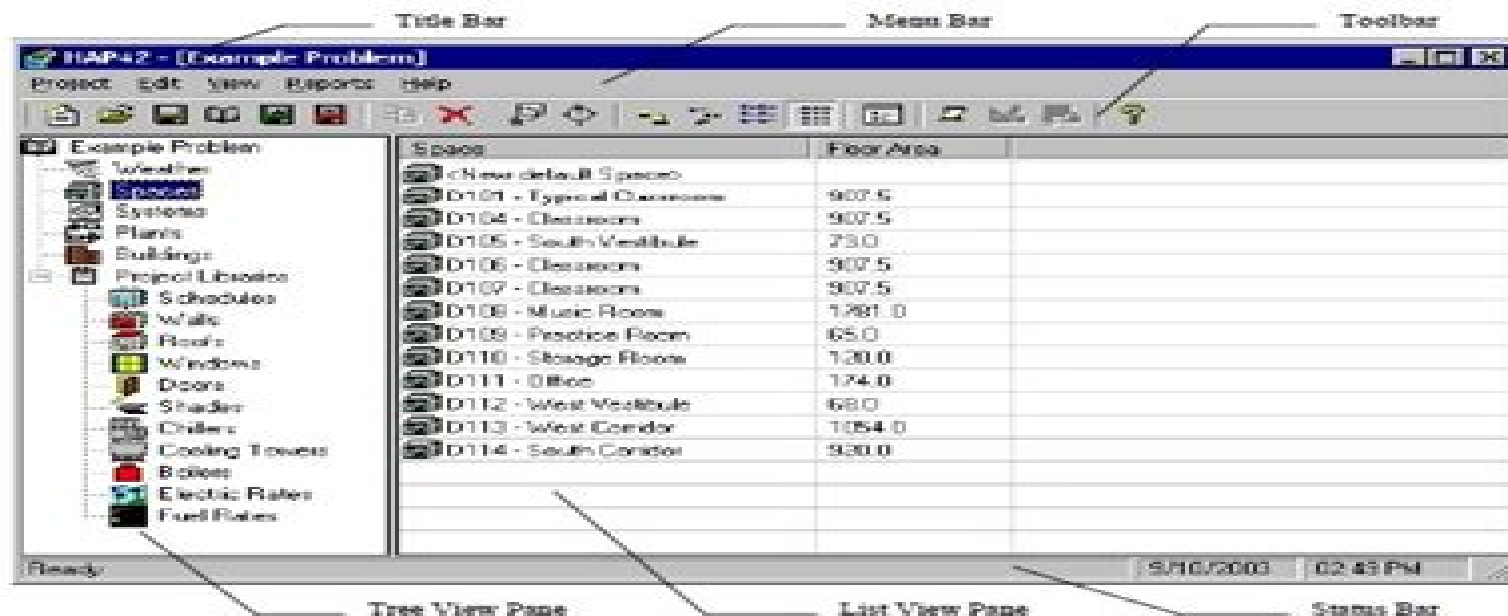 Title Bar Menu Bar Toolbar
HAP42 - [Example Problem]
Project Edit View Reports Help
Example Problem
Weather
Spaces
Systems
Plants
Buildings
Project Libraries
Schedules
Walls
Roofs
Windows
Doors
Shades
Chillers
Cooling Towers
Boilers
Electric Rates
Fuel Rates
Space Floor Area
<New default Space>
D101 - Typical Classroom 907.5
D104 - Classroom 907.5
D105 - South Vestibule 73.0
D106 - Classroom 907.5
D107 - Classroom 907.5
D108 - Music Room 1781.0
D109 - Practice Room 65.0
D110 - Storage Room 120.0
D111 - Office 174.0
D112 - West Vestibule 68.0
D113 - West Corridor 1054.0
D114 - South Corridor 920.0
Ready 9/10/2003 02:43 PM
Tree View Pane List View Pane Status Bar